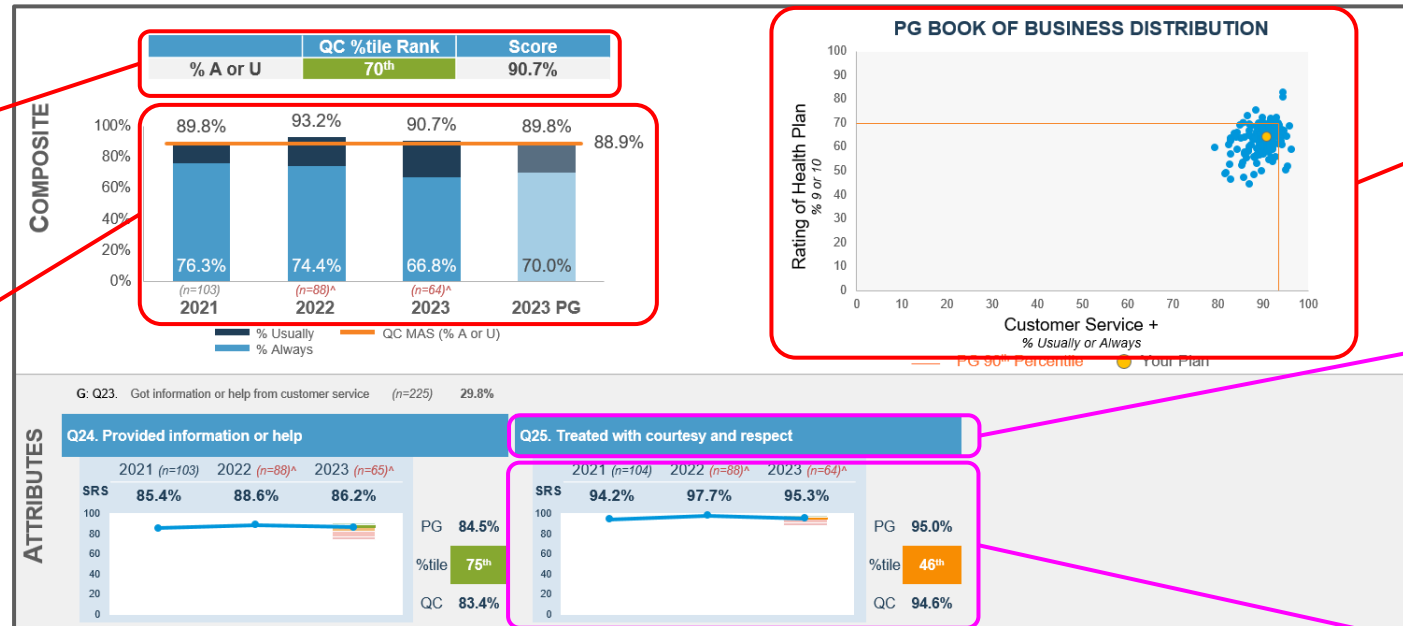 COMPOSITE
QC %tile Rank Score
% A or U 70th 90.7%
100%
80%
60%
40%
20%
0%
89.8% 93.2% 90.7% 89.8%
88.9%
76.3% 74.4% 66.8% 70.0%
(n=103) (n=88)^ (n=64)^
2021 2022 2023 2023 PG
% Usually QC MAS (% A or U)
% Always
PG BOOK OF BUSINESS DISTRIBUTION
Rating of Health Plan
% 9 or 10
100
90
80
70
60
50
40
30
20
10
0
0 10 20 30 40 50 60 70 80 90 100
Customer Service +
% Usually or Always
PG 90th Percentile Your Plan
ATTRIBUTES
G: Q23. Got information or help from customer service (n=225) 29.8%
Q24. Provided information or help
2021 (n=103) 2022 (n=88)^ 2023 (n=65)^
SRS 85.4% 88.6% 86.2%
100
80
60
40
20
0
PG 84.5%
%tile 75th
QC 83.4%
Q25. Treated with courtesy and respect
2021 (n=104) 2022 (n=88)^ 2023 (n=64)^
SRS 94.2% 97.7% 95.3%
100
80
60
40
20
0
PG 95.0%
%tile 46th
QC 94.6%